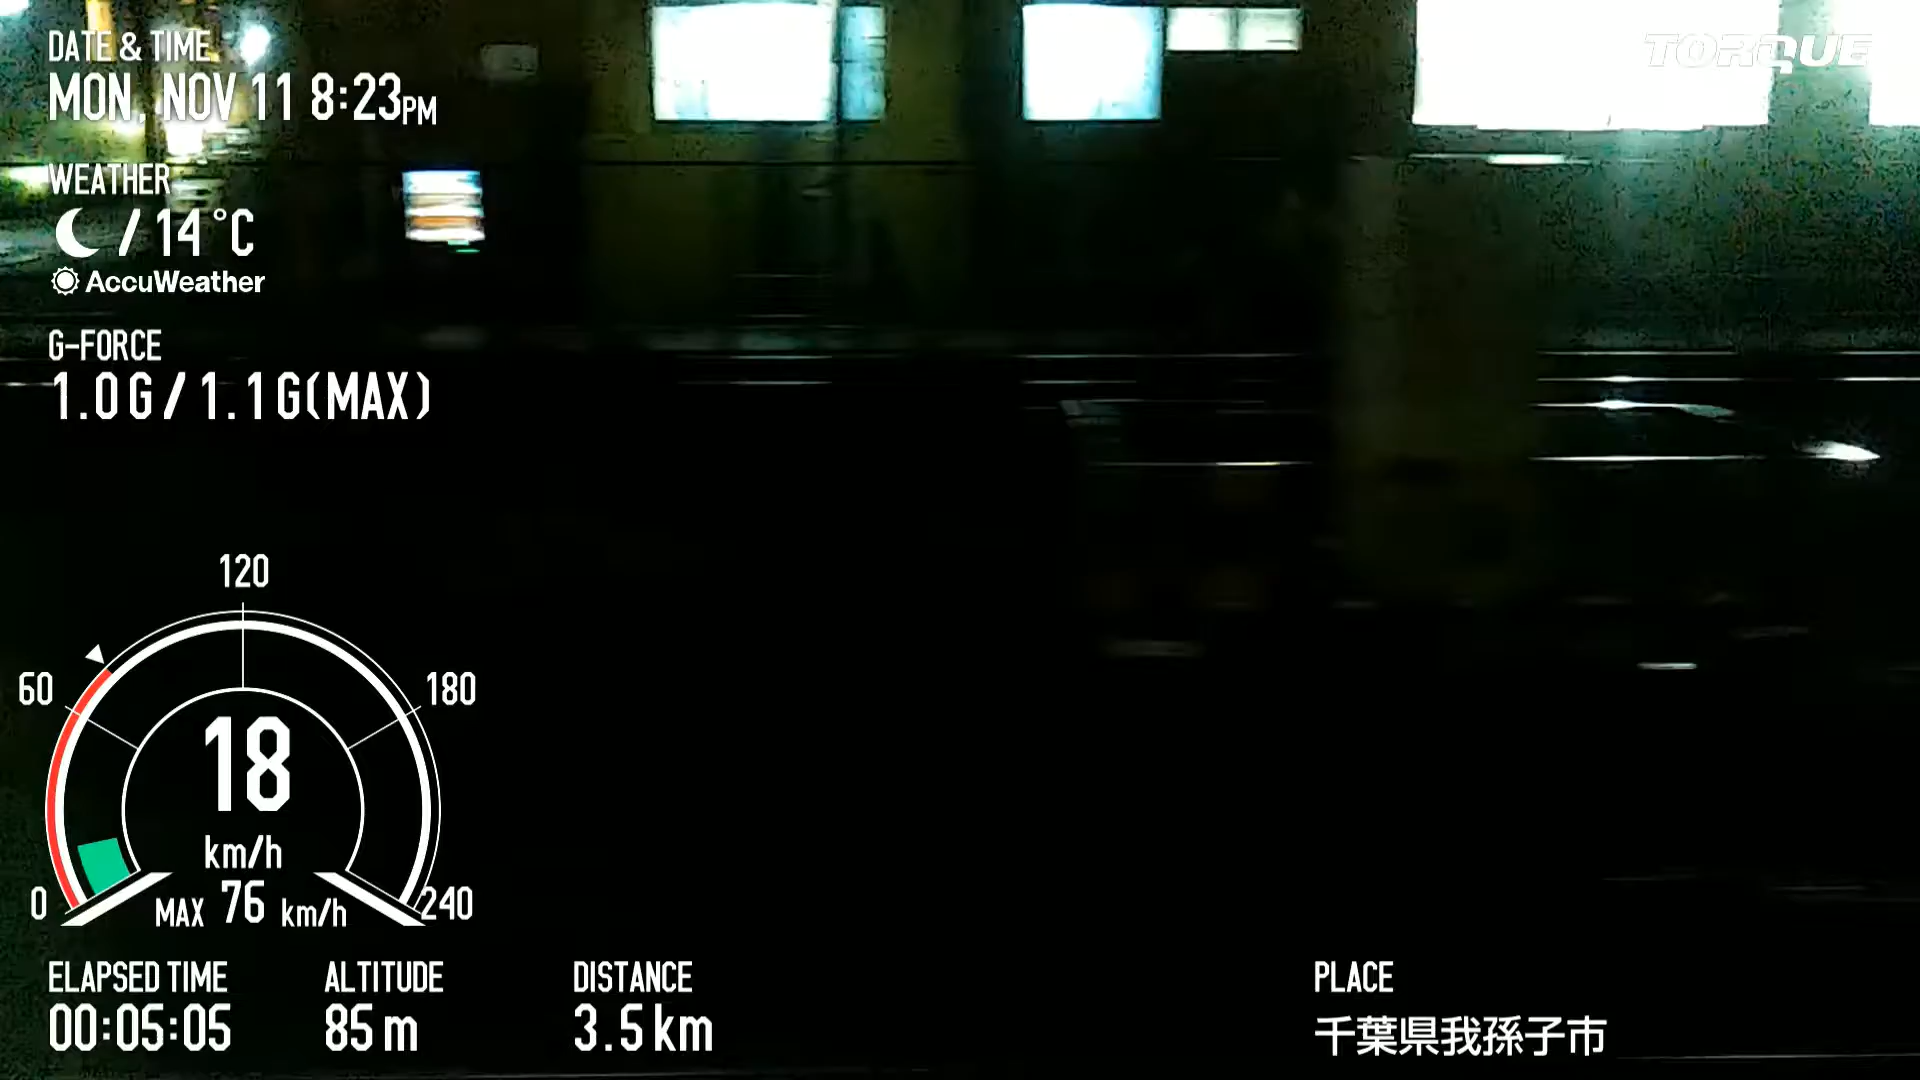 DATE & TIME
MON, NOV 11 8:23PM
TORQUE
WEATHER
/ 14 °C
AccuWeather
G-FORCE
1.0G / 1.1G(MAX)
120
60
180
18
km/h
0
MAX 76 km/h
240
ELAPSED TIME
00:05:05
ALTITUDE
85 m
DISTANCE
3.5 km
PLACE
千葉県我孫子市